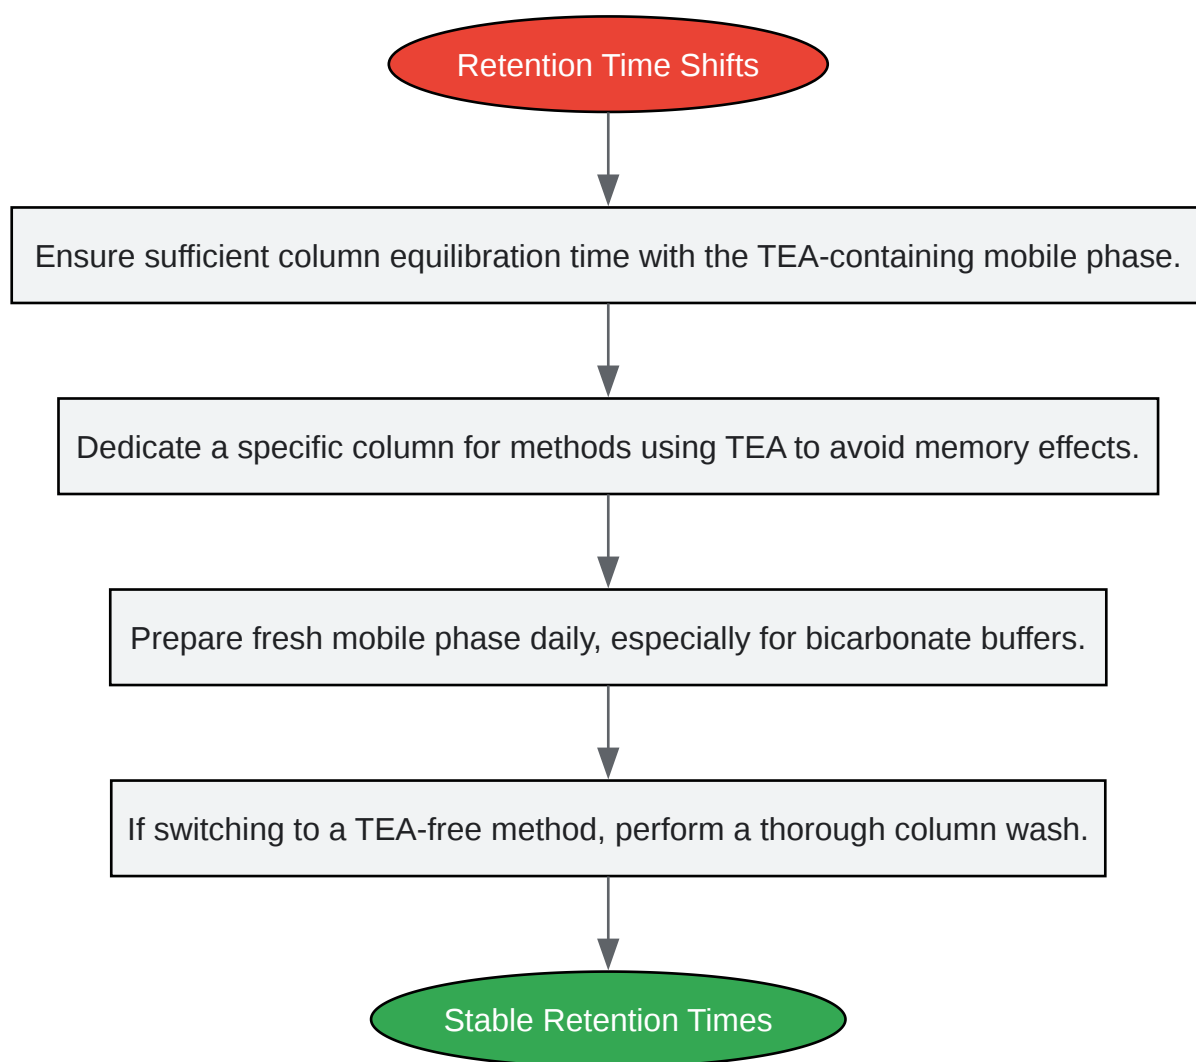 Retention Time Shifts
Ensure sufficient column equilibration time with the TEA-containing mobile phase.
Dedicate a specific column for methods using TEA to avoid memory effects.
Prepare fresh mobile phase daily, especially for bicarbonate buffers.
If switching to a TEA-free method, perform a thorough column wash.
Stable Retention Times